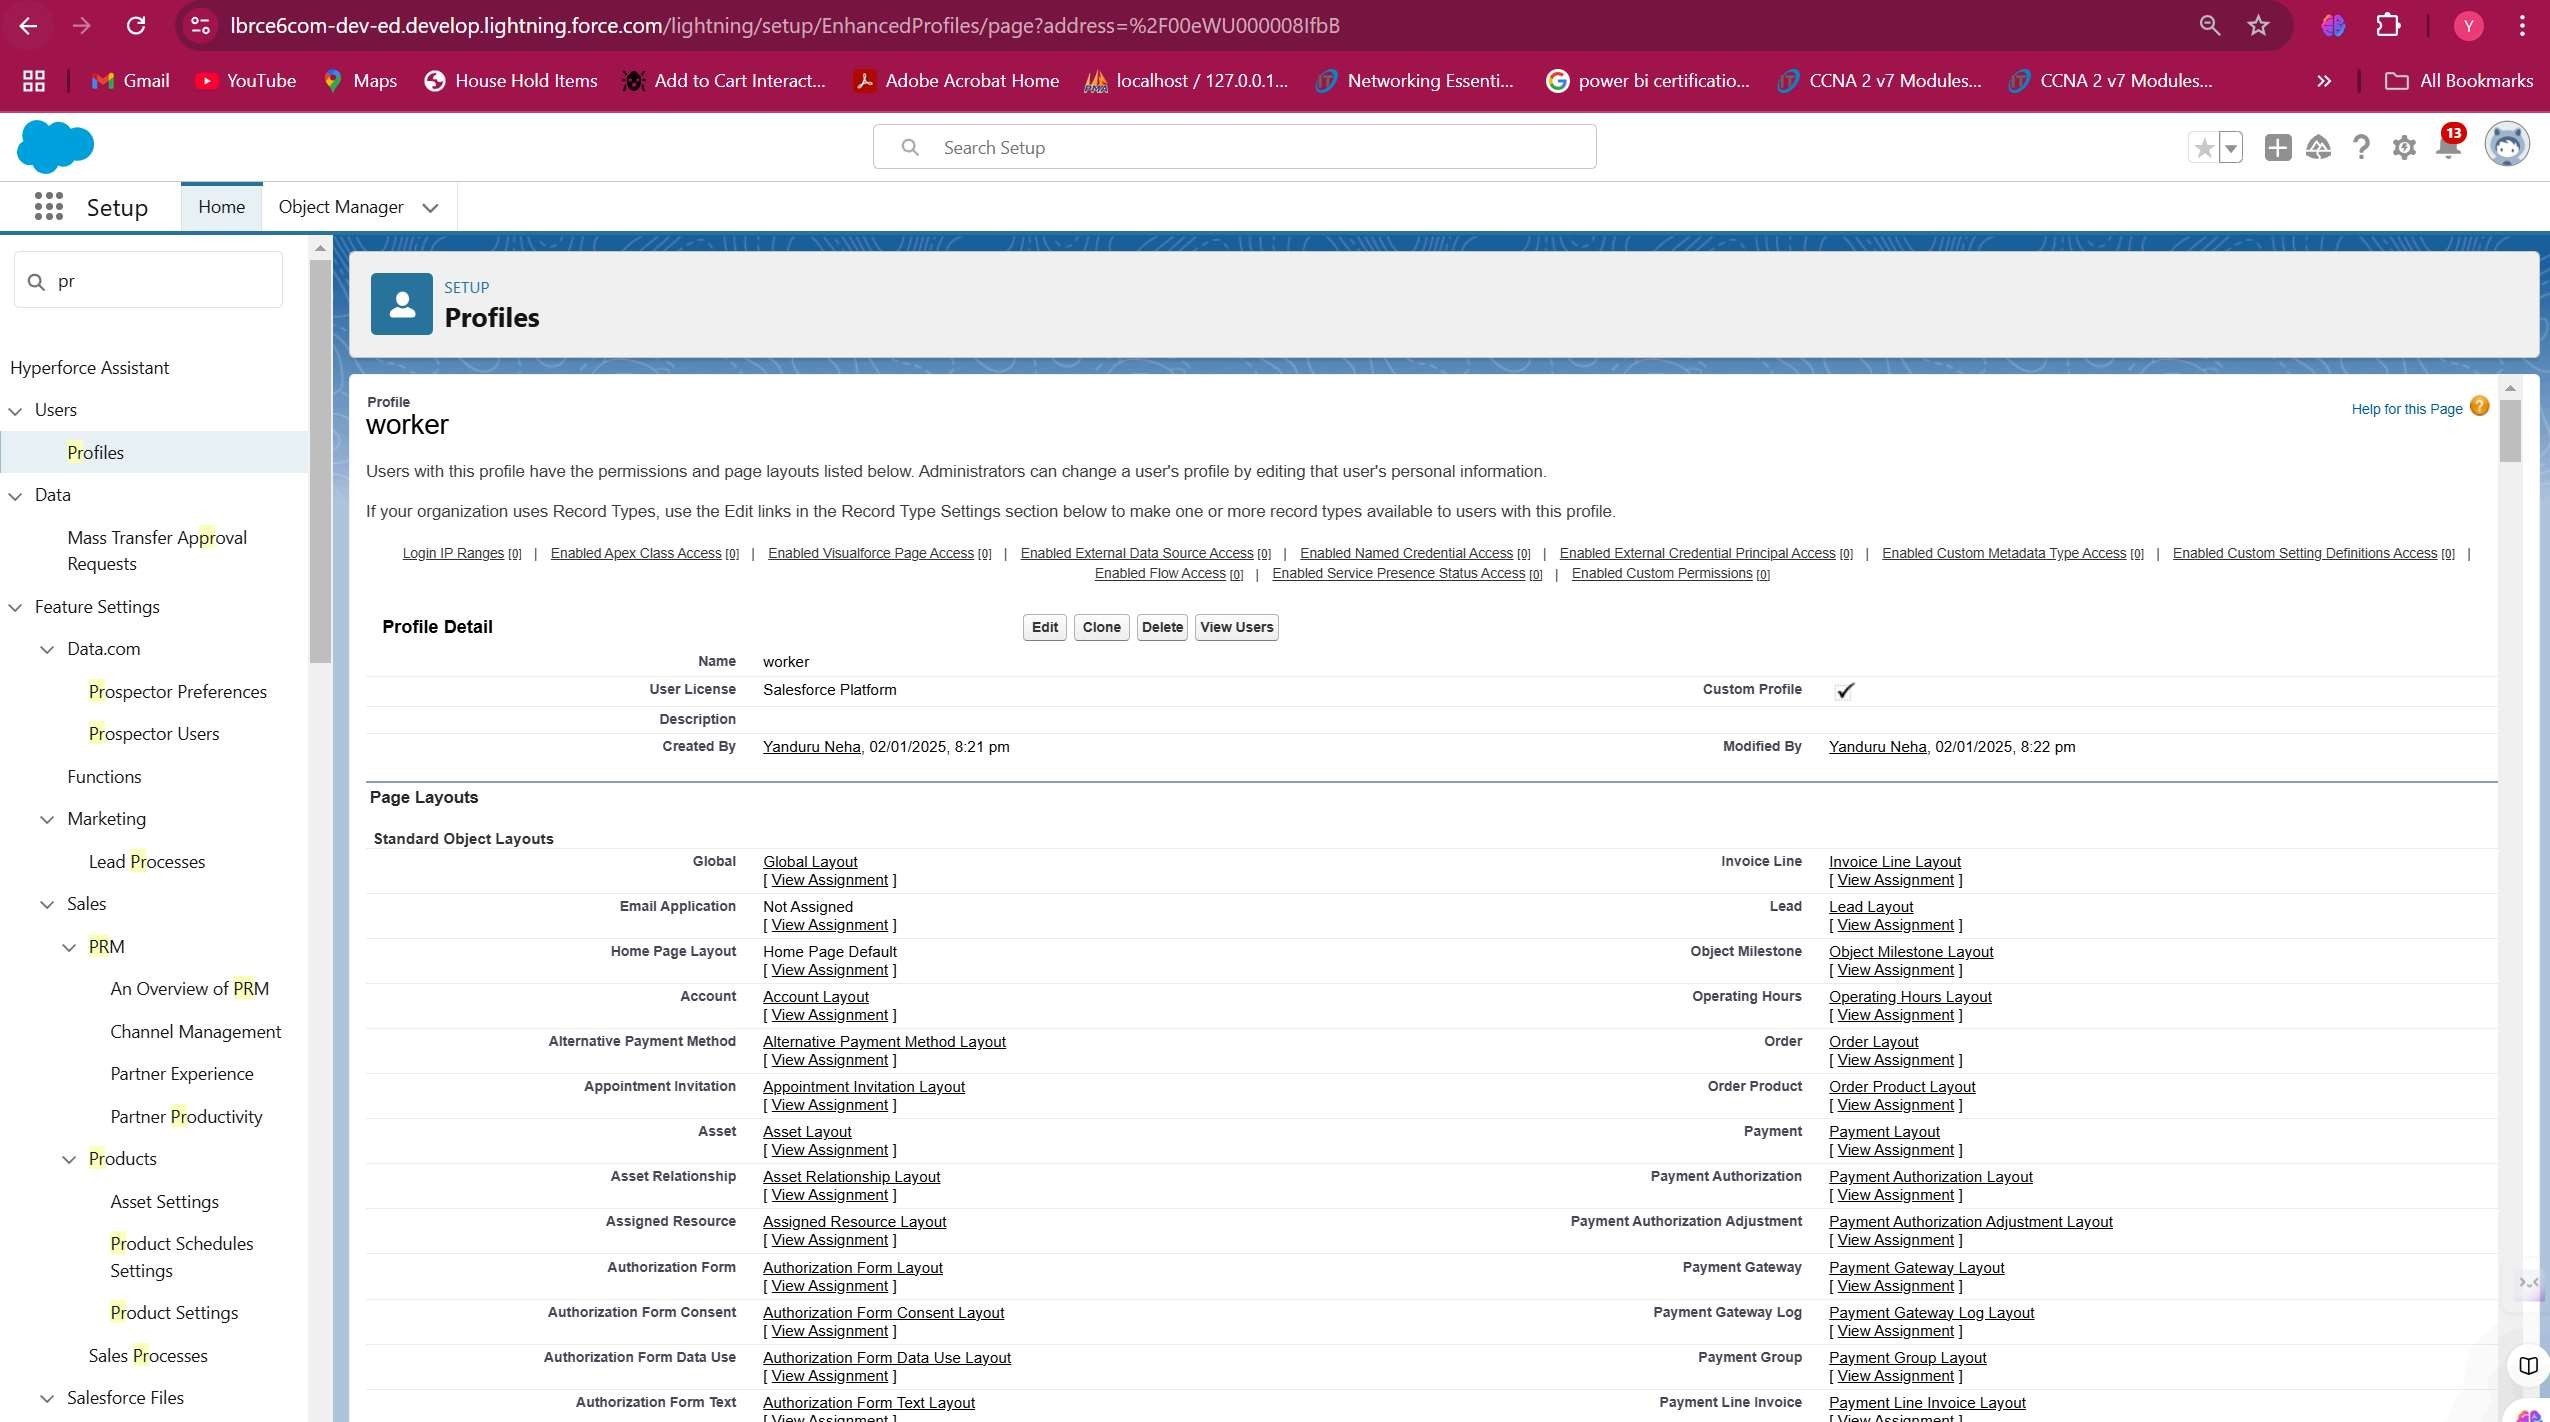 lbrce6com-dev-ed.develop.lightning.force.com/lightning/setup/EnhancedProfiles/page?address=%2F00eWU000008IfbB
Y
Gmail
YouTube
Maps
House Hold Items
Add to Cart Interact...
Adobe Acrobat Home
localhost / 127.0.0.1...
Networking Essenti...
power bi certificatio...
CCNA 2 v7 Modules...
CCNA 2 v7 Modules...
All Bookmarks
Search Setup
13
Setup
Home
Object Manager
pr
Hyperforce Assistant
Users
Profiles
Data
Mass Transfer Approval
Requests
Feature Settings
Data.com
Prospector Preferences
Prospector Users
Functions
Marketing
Lead Processes
Sales
PRM
An Overview of PRM
Channel Management
Partner Experience
Partner Productivity
Products
Asset Settings
Product Schedules
Settings
Product Settings
Sales Processes
Salesforce Files
SETUP
Profiles
Profile
worker
Help for this Page
Users with this profile have the permissions and page layouts listed below. Administrators can change a user's profile by editing that user's personal information.
If your organization uses Record Types, use the Edit links in the Record Type Settings section below to make one or more record types available to users with this profile.
Login IP Ranges [0] | Enabled Apex Class Access [0] | Enabled Visualforce Page Access [0] | Enabled External Data Source Access [0] | Enabled Named Credential Access [0] | Enabled External Credential Principal Access [0] | Enabled Custom Metadata Type Access [0] | Enabled Custom Setting Definitions Access [0] |
Enabled Flow Access [0] | Enabled Service Presence Status Access [0] | Enabled Custom Permissions [0]
Profile Detail
Edit Clone Delete View Users
Name worker
User License Salesforce Platform Custom Profile
Description
Created By Yanduru Neha, 02/01/2025, 8:21 pm Modified By Yanduru Neha, 02/01/2025, 8:22 pm
Page Layouts
Standard Object Layouts
Global Global Layout Invoice Line Invoice Line Layout
[ View Assignment ] [ View Assignment ]
Email Application Not Assigned Lead Lead Layout
[ View Assignment ] [ View Assignment ]
Home Page Layout Home Page Default Object Milestone Object Milestone Layout
[ View Assignment ] [ View Assignment ]
Account Account Layout Operating Hours Operating Hours Layout
[ View Assignment ] [ View Assignment ]
Alternative Payment Method Alternative Payment Method Layout Order Order Layout
[ View Assignment ] [ View Assignment ]
Appointment Invitation Appointment Invitation Layout Order Product Order Product Layout
[ View Assignment ] [ View Assignment ]
Asset Asset Layout Payment Payment Layout
[ View Assignment ] [ View Assignment ]
Asset Relationship Asset Relationship Layout Payment Authorization Payment Authorization Layout
[ View Assignment ] [ View Assignment ]
Assigned Resource Assigned Resource Layout Payment Authorization Adjustment Payment Authorization Adjustment Layout
[ View Assignment ] [ View Assignment ]
Authorization Form Authorization Form Layout Payment Gateway Payment Gateway Layout
[ View Assignment ] [ View Assignment ]
Authorization Form Consent Authorization Form Consent Layout Payment Gateway Log Payment Gateway Log Layout
[ View Assignment ] [ View Assignment ]
Authorization Form Data Use Authorization Form Data Use Layout Payment Group Payment Group Layout
[ View Assignment ] [ View Assignment ]
Authorization Form Text Authorization Form Text Layout Payment Line Invoice Payment Line Invoice Layout
[ View Assignment ] [ View Assignment ]